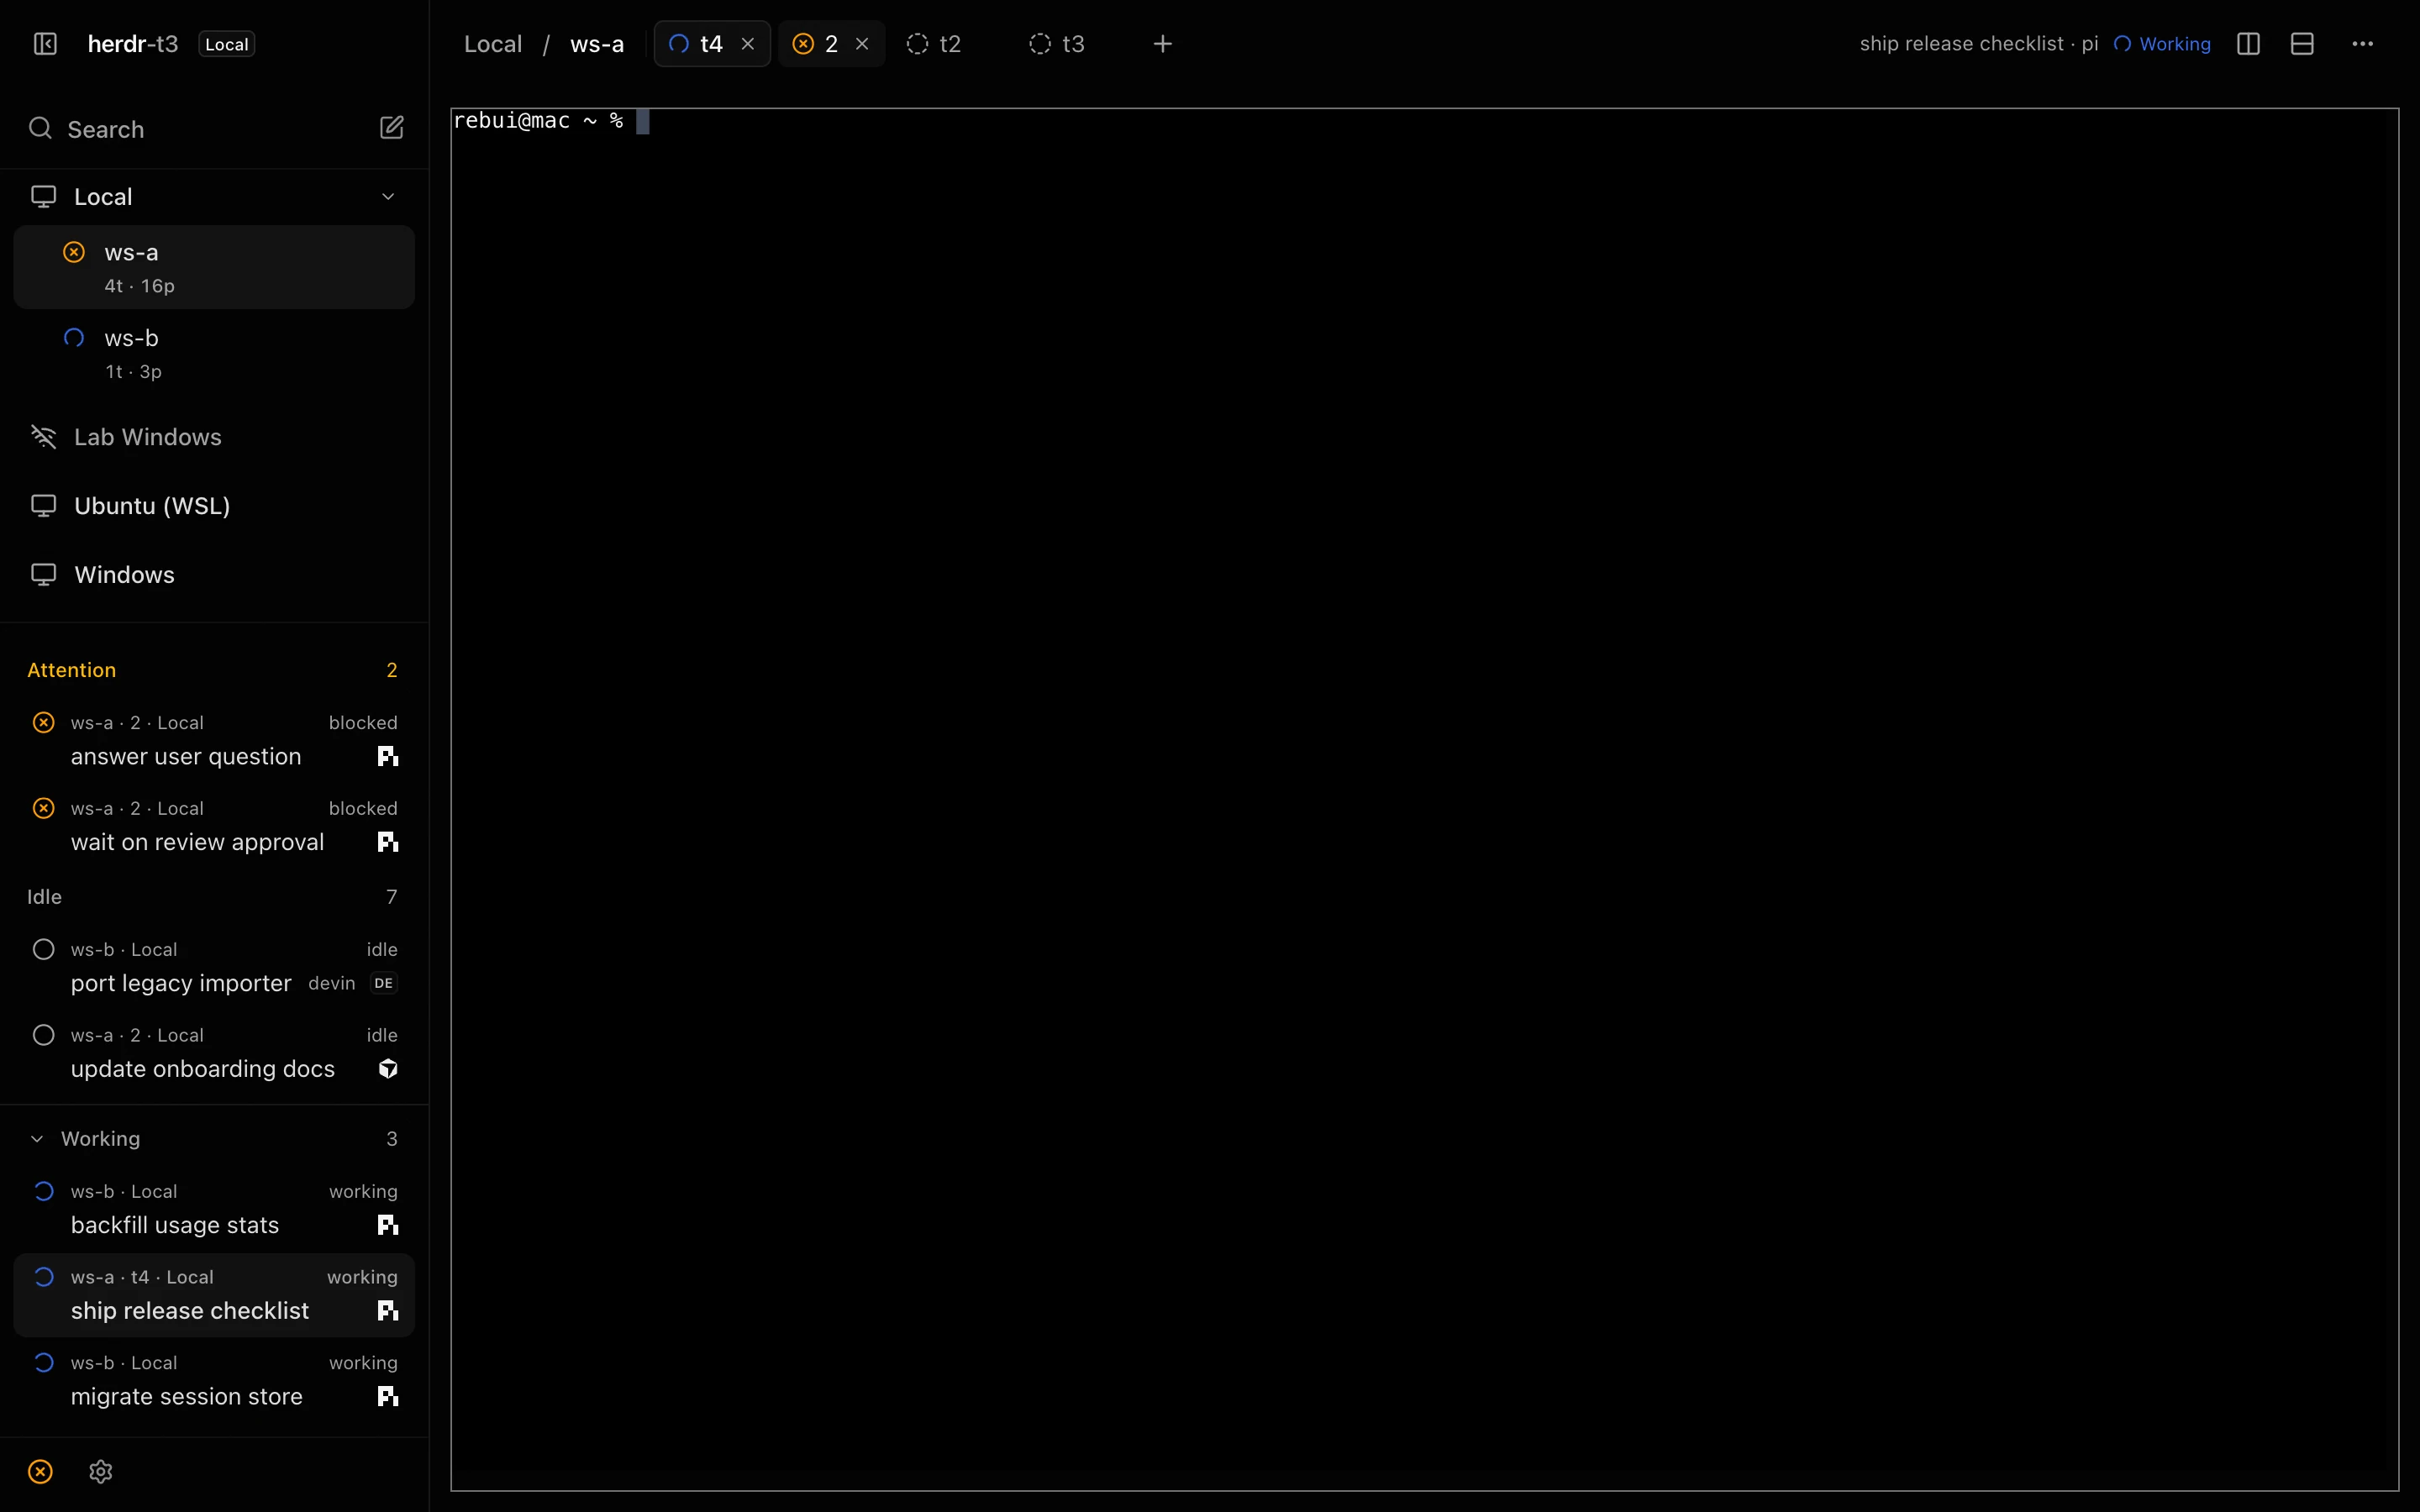 herdr-t3 Local
Local / ws-a t4 2 t2 t3
ship release checklist · pi Working
Search
Local
ws-a
4t · 16p
ws-b
1t · 3p
Lab Windows
Ubuntu (WSL)
Windows
Attention 2
ws-a · 2 · Local blocked
answer user question
ws-a · 2 · Local blocked
wait on review approval
Idle 7
ws-b · Local idle
port legacy importer devin DE
ws-a · 2 · Local idle
update onboarding docs
Working 3
ws-b · Local working
backfill usage stats
ws-a · t4 · Local working
ship release checklist
ws-b · Local working
migrate session store
rebui@mac ~ %